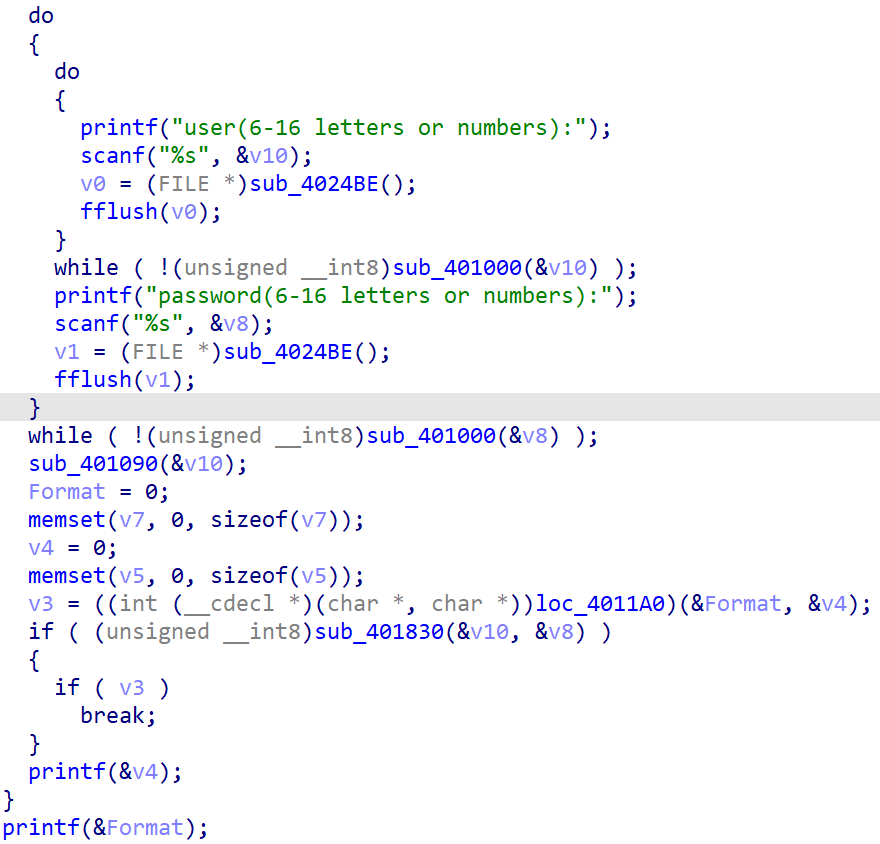 do
{
do
{
printf("user(6-16 letters or numbers):");
scanf("%s", &v10);
v0 = (FILE *)sub_4024BE();
fflush(v0);
}
while ( !(unsigned __int8)sub_401000(&v10) );
printf("password(6-16 letters or numbers):");
scanf("%s", &v8);
v1 = (FILE *)sub_4024BE();
fflush(v1);
}
while ( !(unsigned __int8)sub_401000(&v8) );
sub_401090(&v10);
Format = 0;
memset(v7, 0, sizeof(v7));
v4 = 0;
memset(v5, 0, sizeof(v5));
v3 = ((int (__cdecl *)(char *, char *))loc_4011A0)(&Format, &v4);
if ( (unsigned __int8)sub_401830(&v10, &v8) )
{
if ( v3 )
break;
}
printf(&v4);
}
printf(&Format);